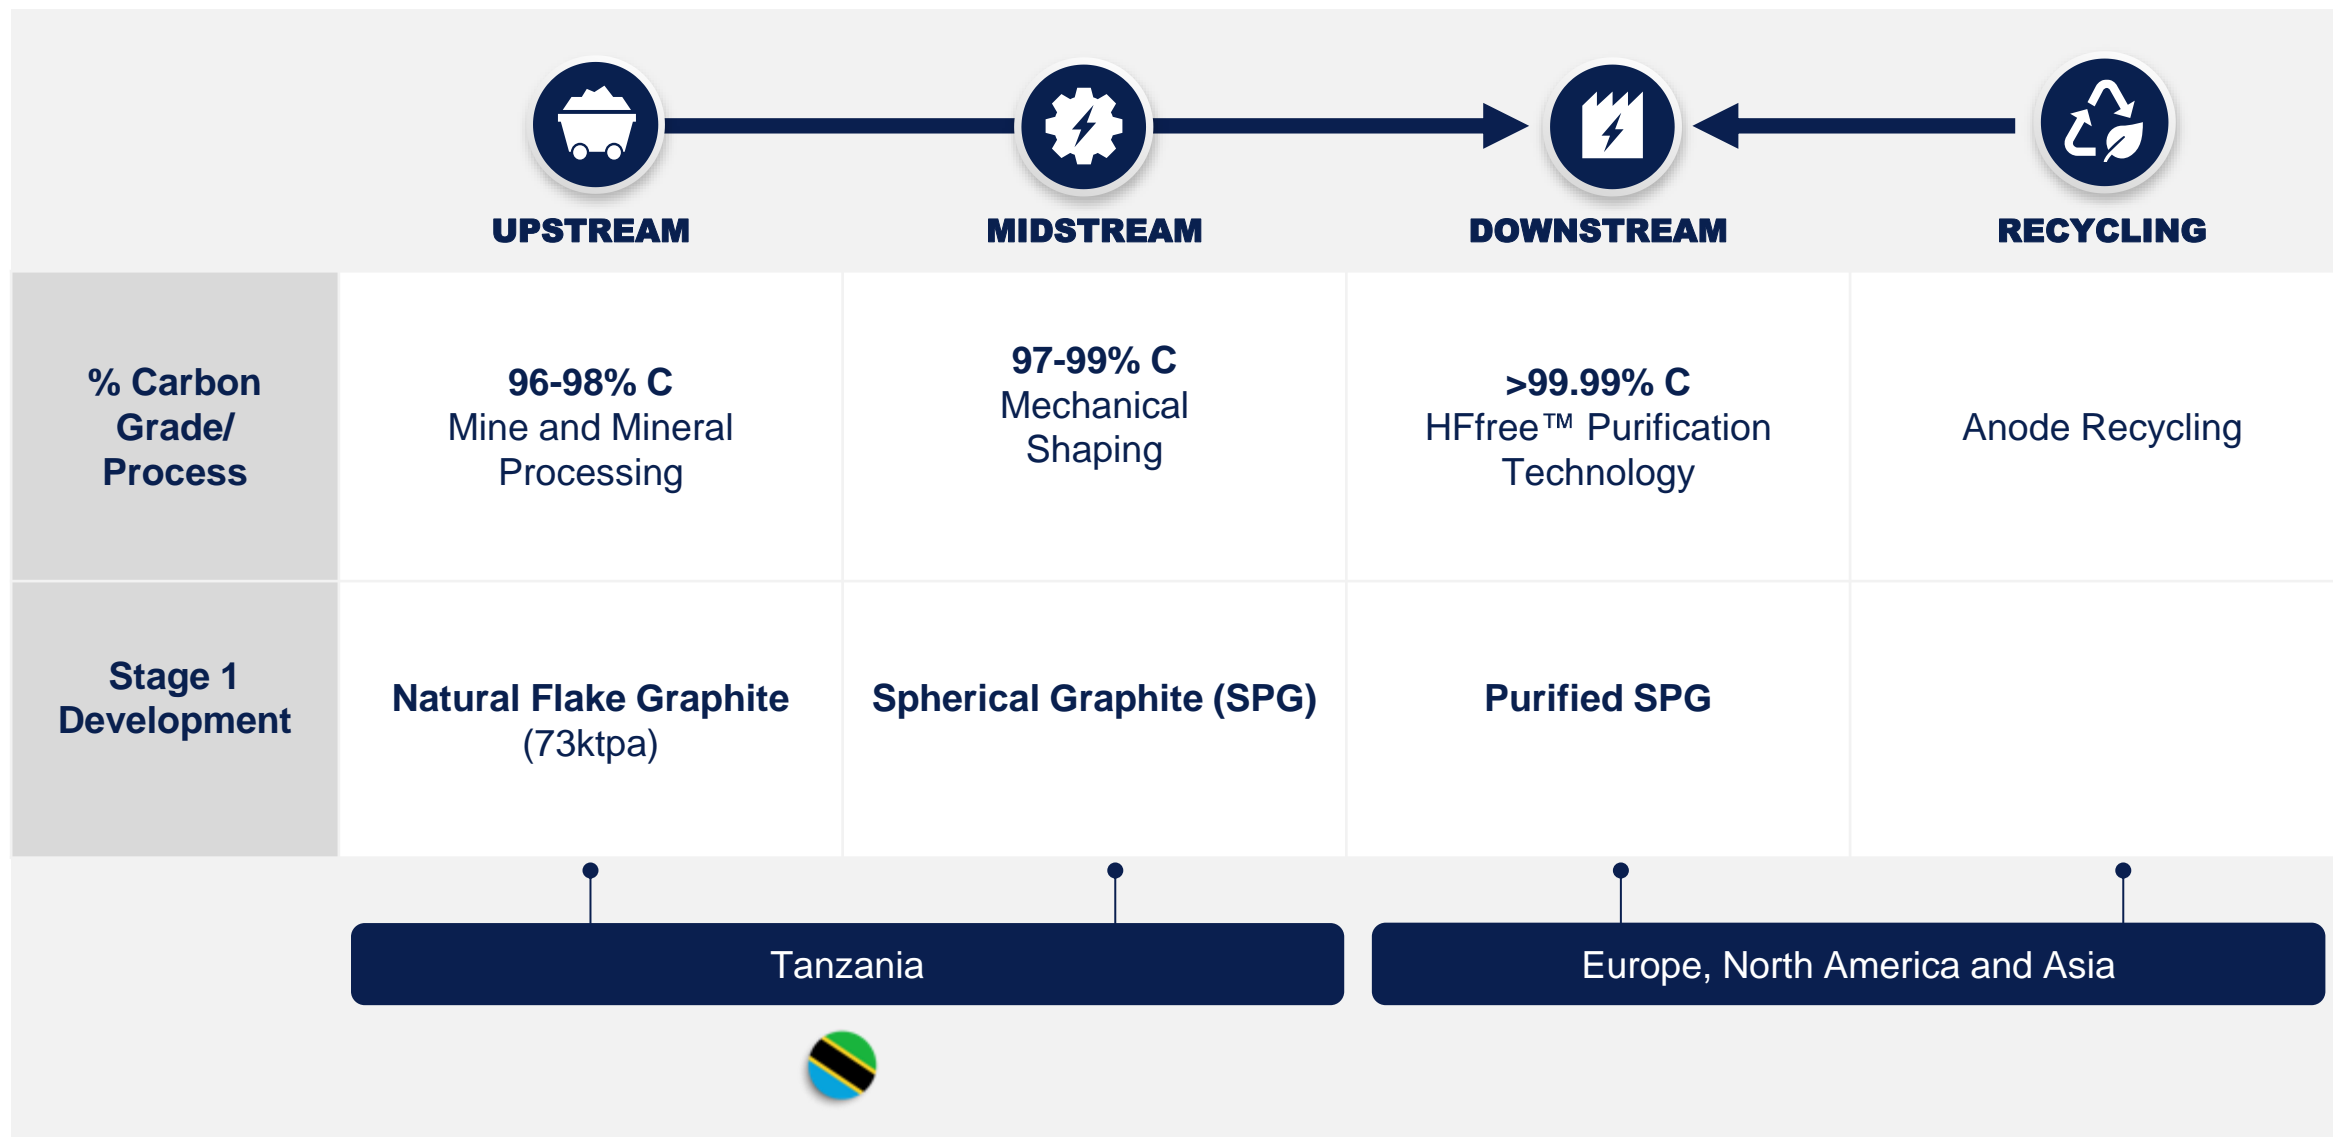 UPSTREAM
MIDSTREAM
DOWNSTREAM
RECYCLING
% Carbon
Grade/
Process
96-98% C
Mine and Mineral
Processing
97-99% C
Mechanical
Shaping
>99.99% C
HFfree™ Purification
Technology
Anode Recycling
Stage 1
Development
Natural Flake Graphite
(73ktpa)
Spherical Graphite (SPG)
Purified SPG
Tanzania
Europe, North America and Asia